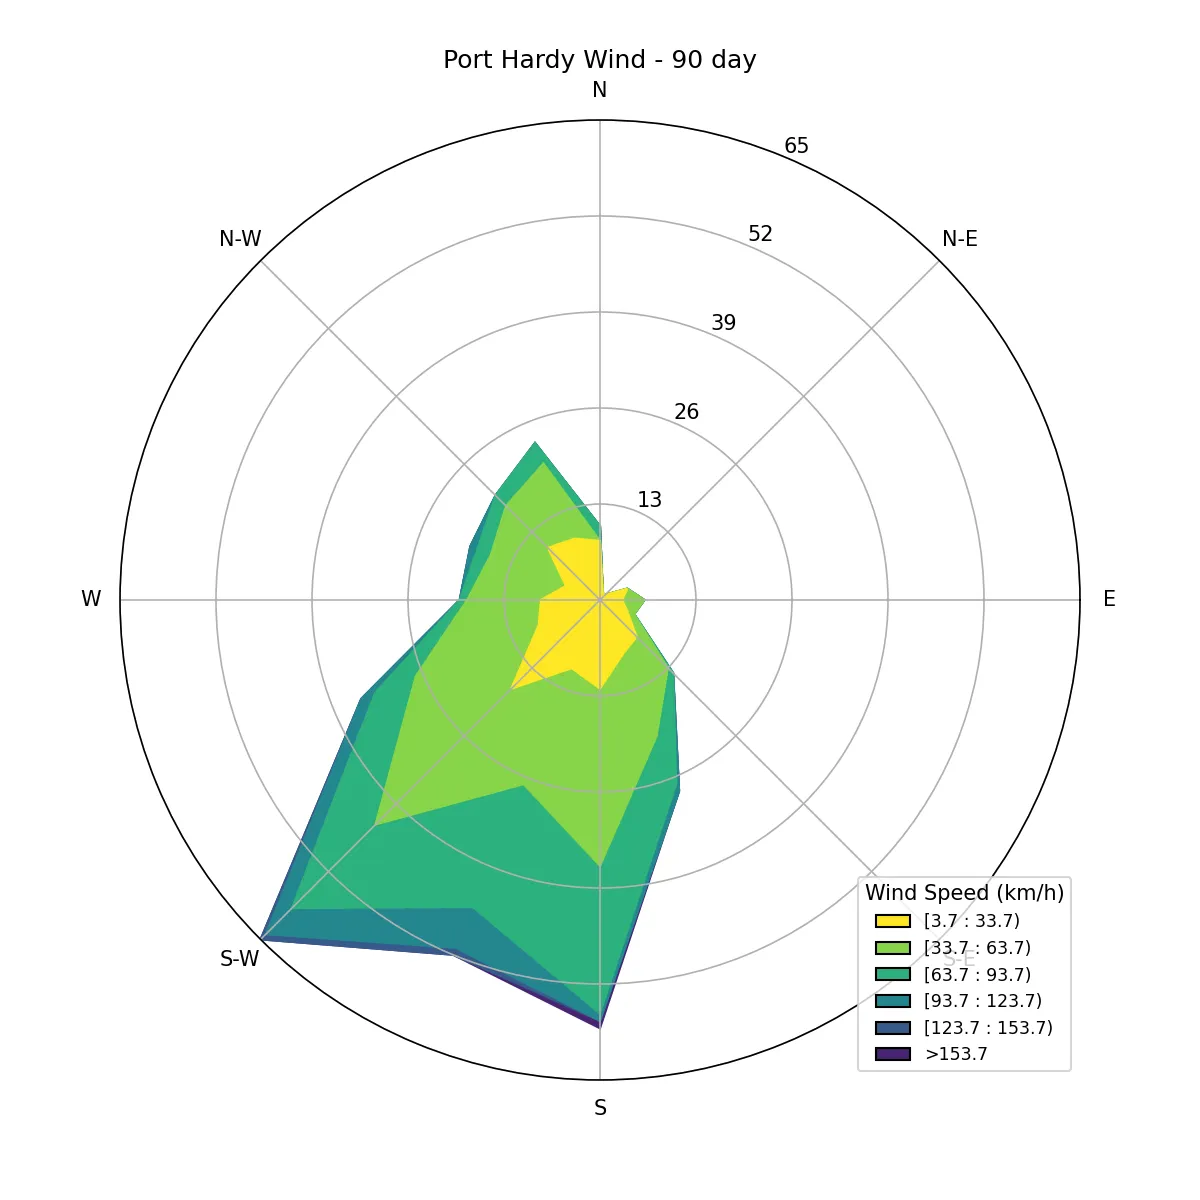 Port Hardy Wind - 90 day
N
65
52
N-W
N-E
39
26
13
W
E
Wind Speed (km/h)
[3.7 : 33.7)
[33.7 : 63.7)
S-W
S-E
[63.7 : 93.7)
[93.7 : 123.7)
[123.7 : 153.7)
>153.7
S